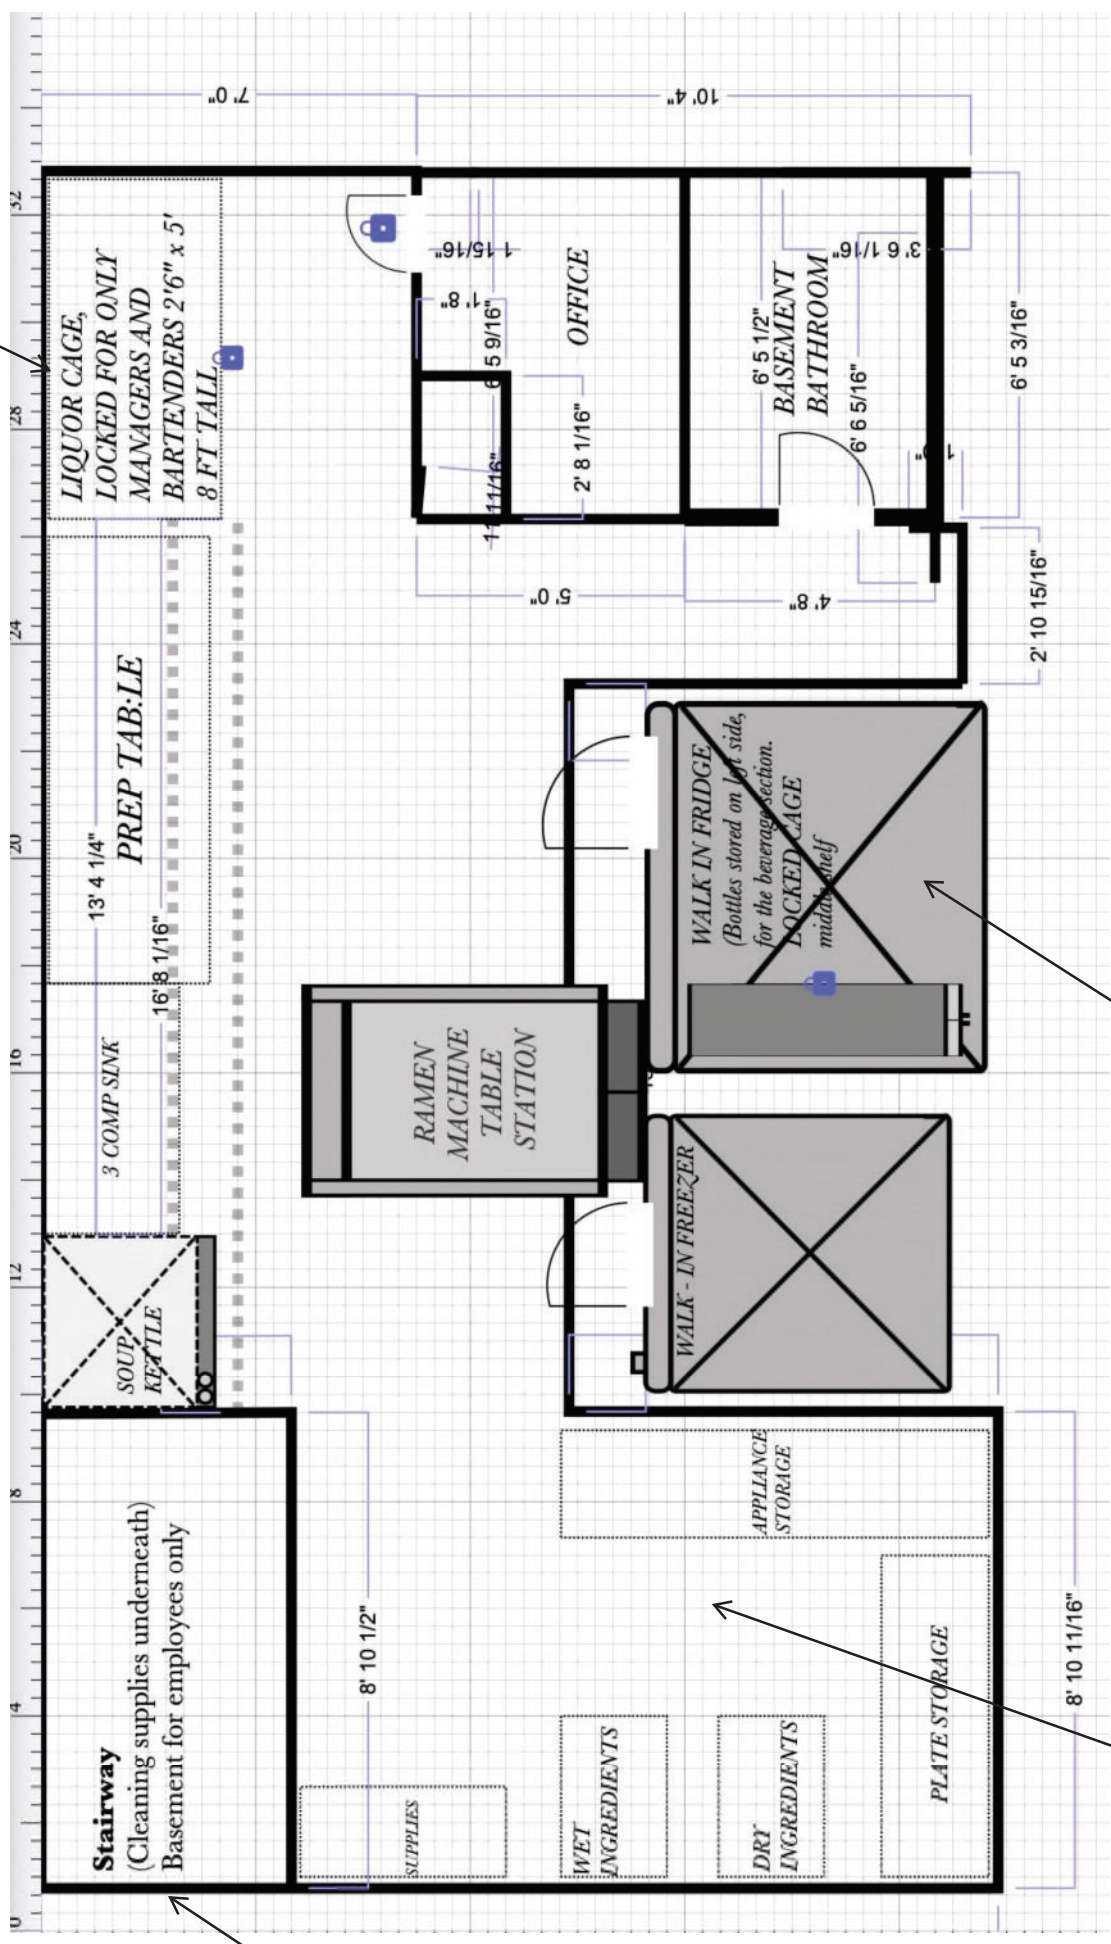 7' 0"
10' 4"
32
28
24
20
16
12
8
4
0
LIQUOR CAGE,
LOCKED FOR ONLY
MANAGERS AND
BARTENDERS 2'6" x 5'
8 FT TALL
1 15/16"
1' 8"
5 9/16"
OFFICE
11/16"
2' 8 1/16"
3' 6 1/16"
6' 5 1/2"
BASEMENT
BATHROOM
6' 6 5/16"
6' 5 3/16"
5' 0"
4' 8"
2' 10 15/16"
PREP TAB:LE
13' 4 1/4"
16' 8 1/16"
3 COMP SINK
SOUP
KETTLE
RAMEN
MACHINE
TABLE
STATION
WALK IN FRIDGE
(Bottles stored on left side,
for the beverage section.
LOCKED CAGE
middle shelf
WALK - IN FREEZER
Stairway
(Cleaning supplies underneath)
Basement for employees only
8' 10 1/2"
SUPPLIES
WET
INGREDIENTS
DRY
INGREDIENTS
APPLIANCE
STORAGE
PLATE STORAGE
8' 10 11/16"